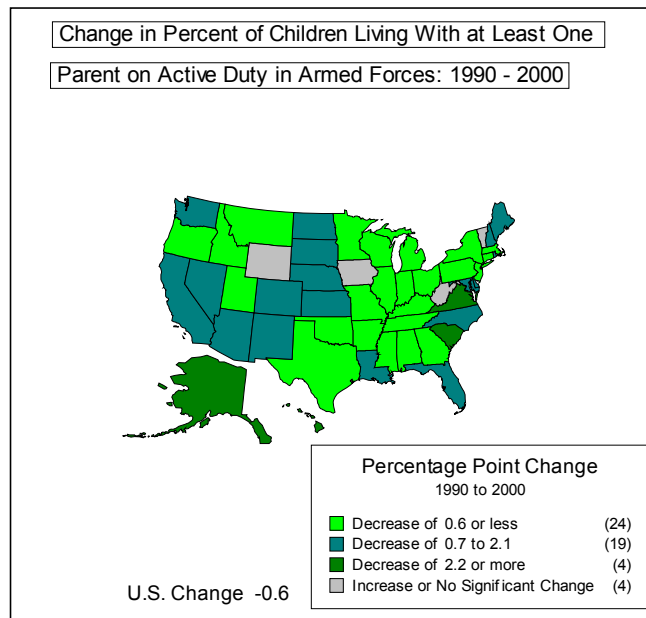 Change in Percent of Children Living With at Least One
Parent on Active Duty in Armed Forces: 1990 - 2000
Percentage Point Change
1990 to 2000
Decrease of 0.6 or less (24)
Decrease of 0.7 to 2.1 (19)
Decrease of 2.2 or more (4)
Increase or No Significant Change (4)
U.S. Change -0.6